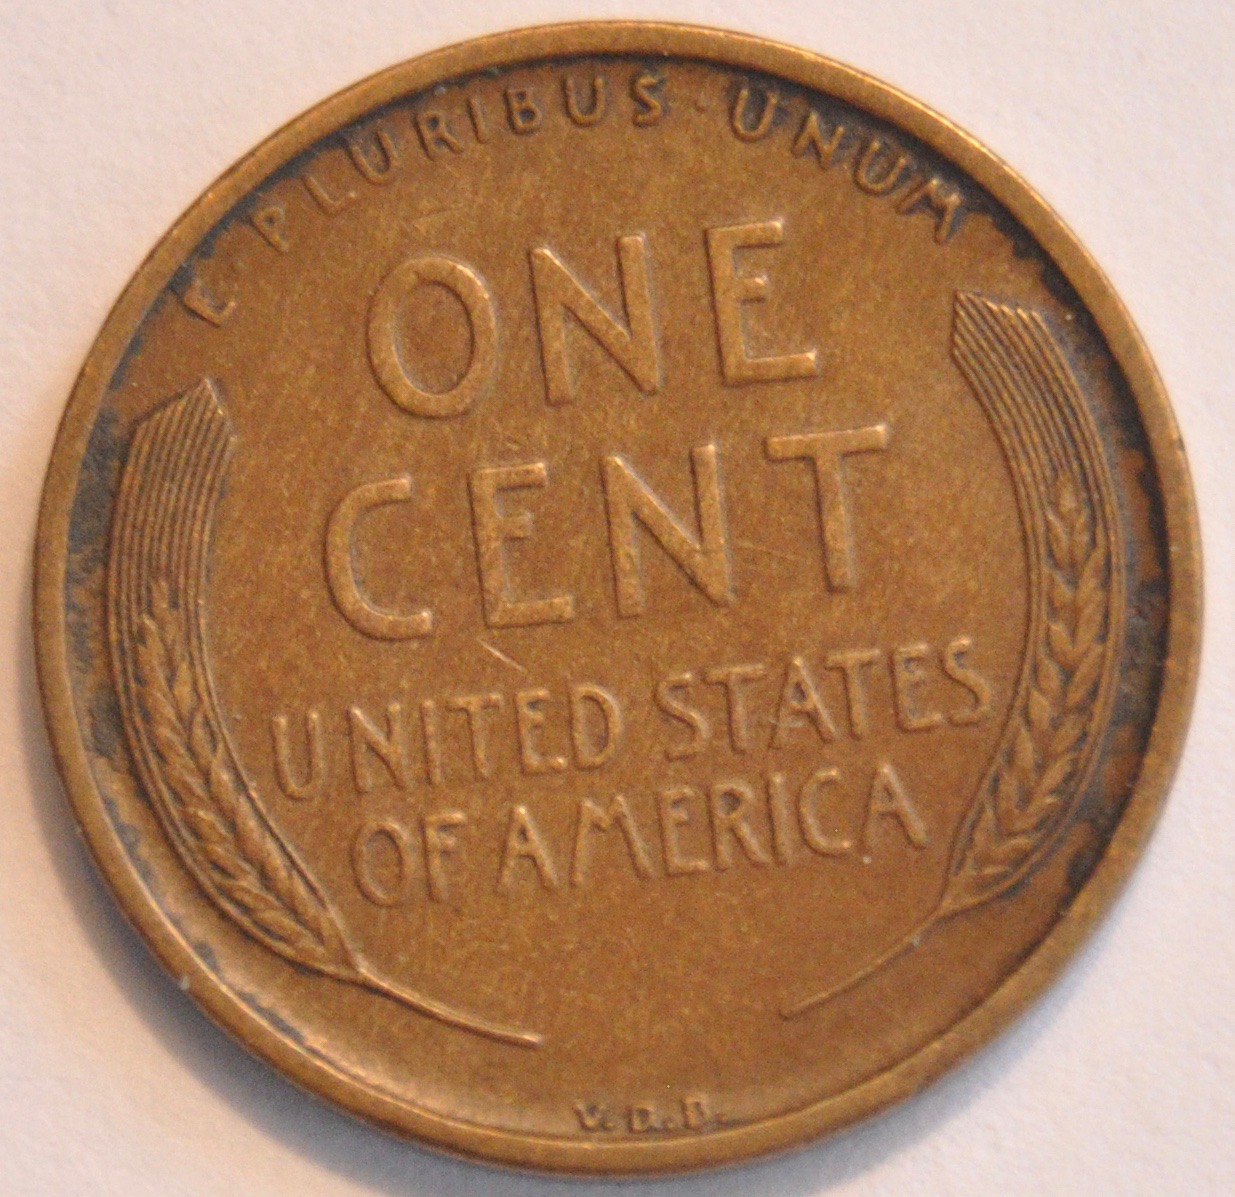 E·PLURIBUS·UNUM
ONE
CENT
UNITED STATES
OF AMERICA
V.D.B.